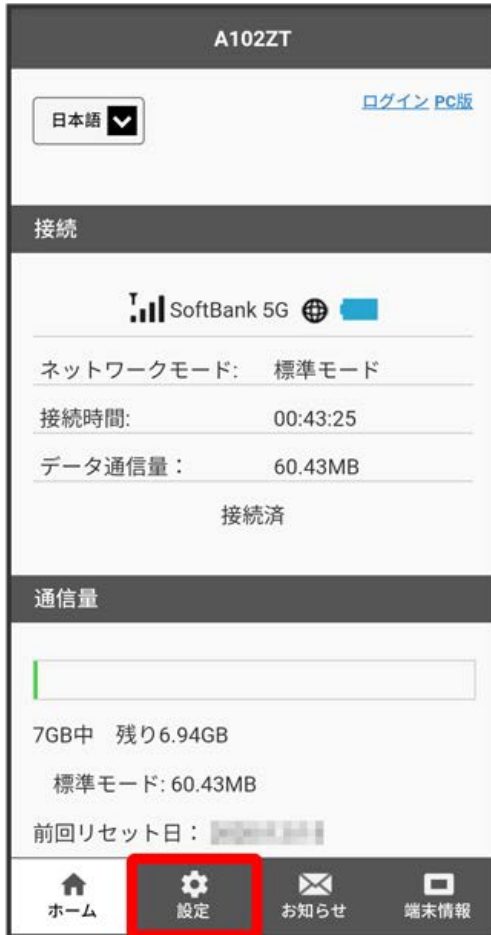 A102ZT
日本語
ログイン PC版
接続
SoftBank 5G
ネットワークモード: 標準モード
接続時間: 00:43:25
データ通信量： 60.43MB
接続済
通信量
7GB中 残り6.94GB
標準モード: 60.43MB
前回リセット日：
ホーム 設定 お知らせ 端末情報